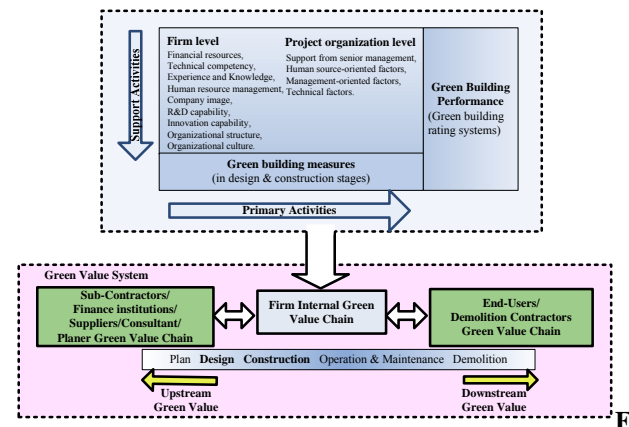 Support Activities
Firm level
Financial resources,
Technical competency,
Experience and Knowledge,
Human resource management,
Company image,
R&D capability,
Innovation capability,
Organizational structure,
Organizational culture.
Project organization level
Support from senior management,
Human source-oriented factors,
Management-oriented factors,
Technical factors.
Green Building
Performance
(Green building
rating systems)
Green building measures
(in design & construction stages)
Primary Activities
Green Value System
Sub-Contractors/
Finance institutions/
Suppliers/Consultant/
Planer Green Value Chain
Firm Internal Green
Value Chain
End-Users/
Demolition Contractors
Green Value Chain
Plan Design Construction Operation & Maintenance Demolition
Upstream
Green Value
Downstream
Green Value